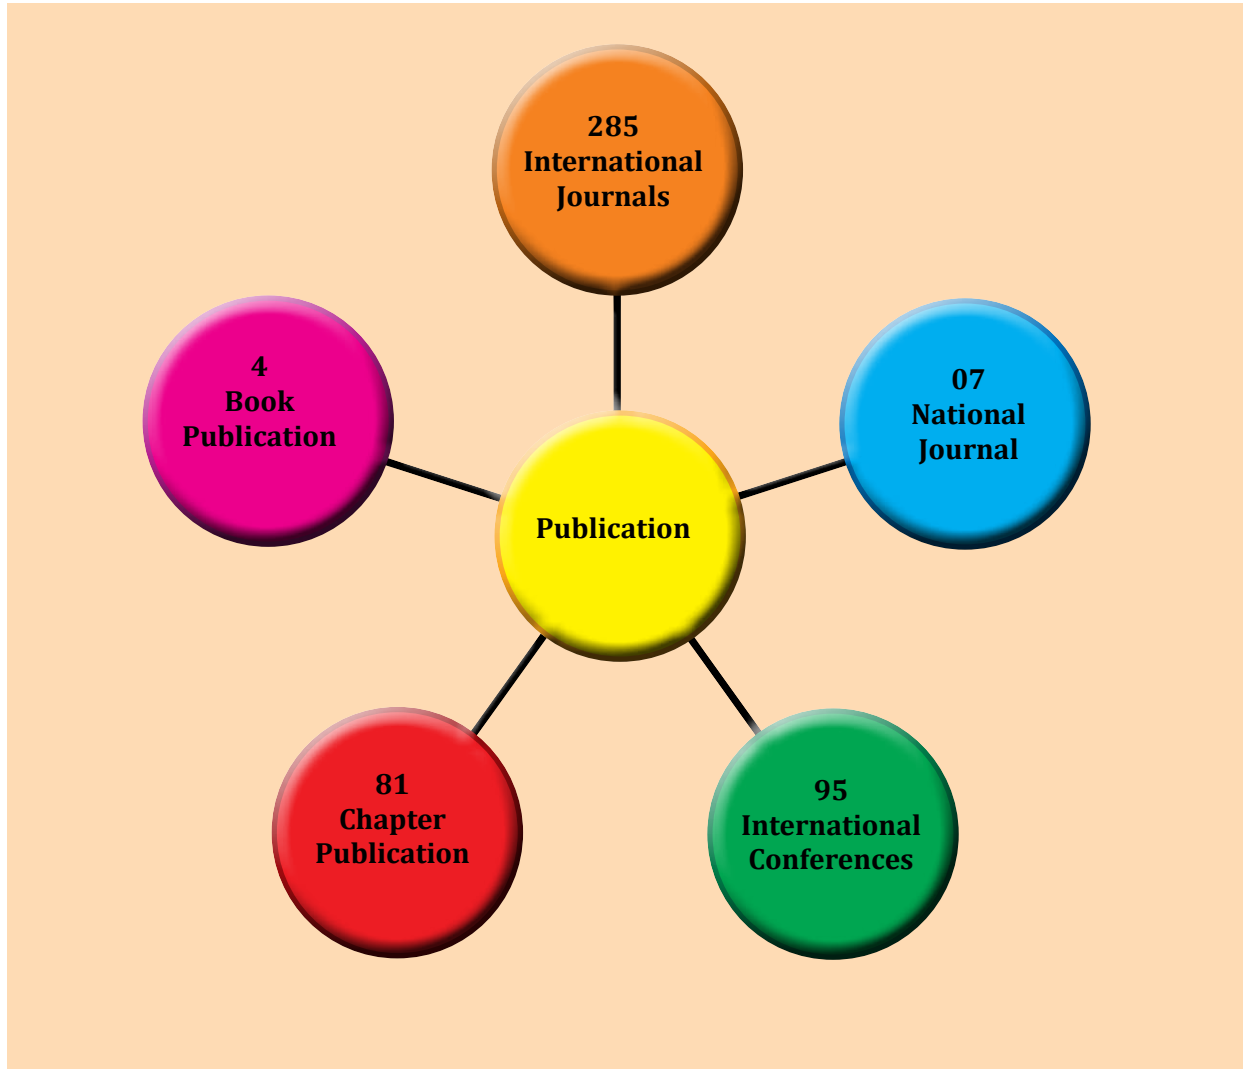 285
International
Journals
4
Book
Publication
07
National
Journal
Publication
81
Chapter
Publication
95
International
Conferences